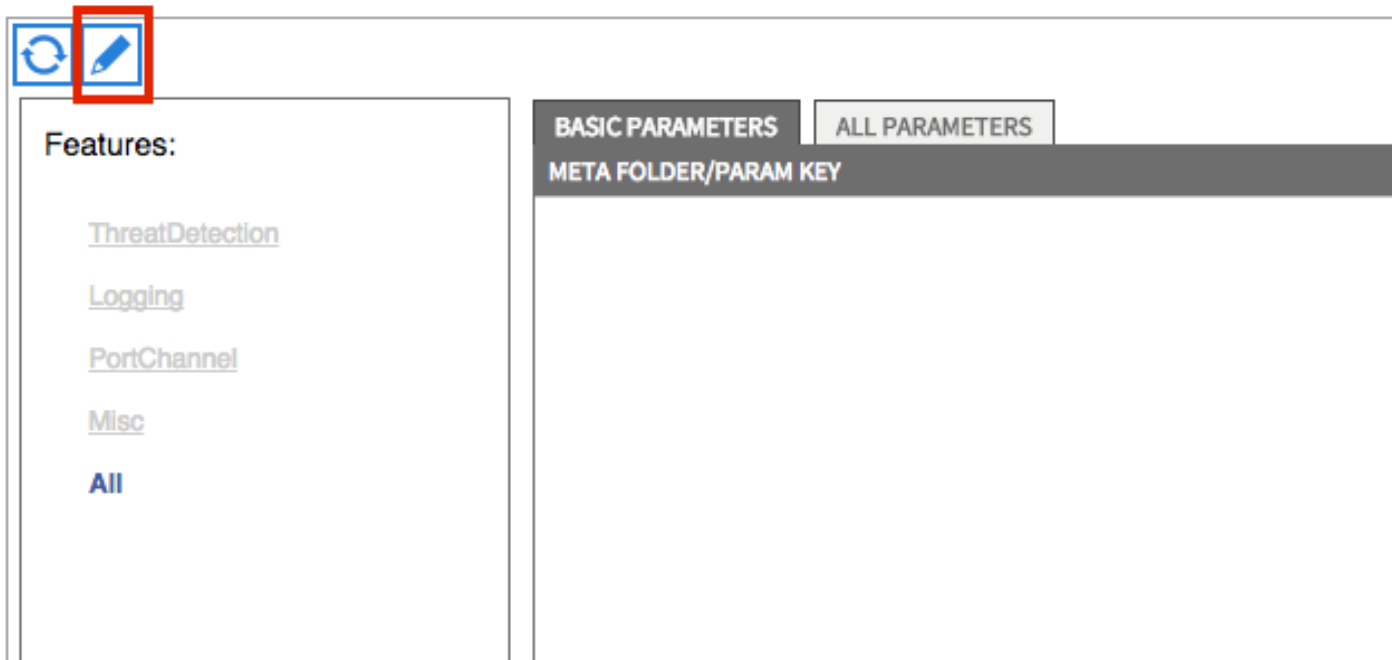 Features:
ThreatDetection
Logging
PortChannel
Misc
All
BASIC PARAMETERS
ALL PARAMETERS
META FOLDER/PARAM KEY